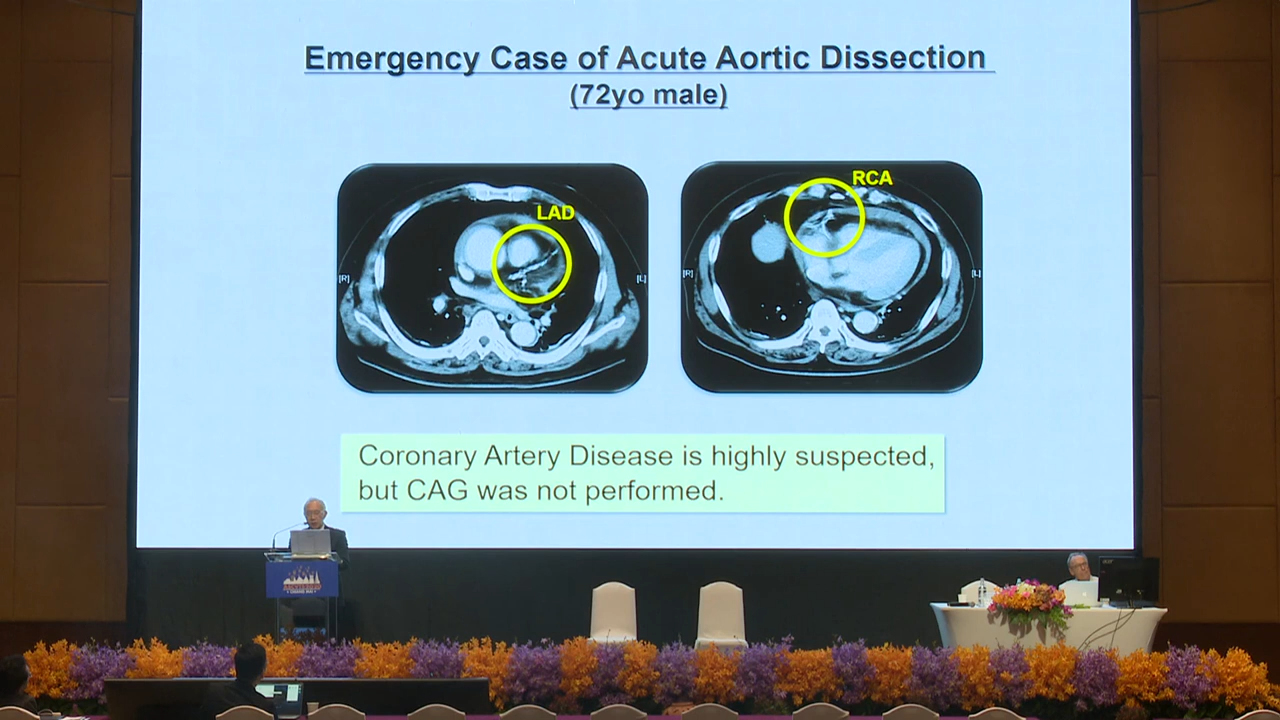 Emergency Case of Acute Aortic Dissection
(72yo male)
LAD
RCA
[R]
[L]
[R]
[L]
Coronary Artery Disease is highly suspected,
but CAG was not performed.
acer